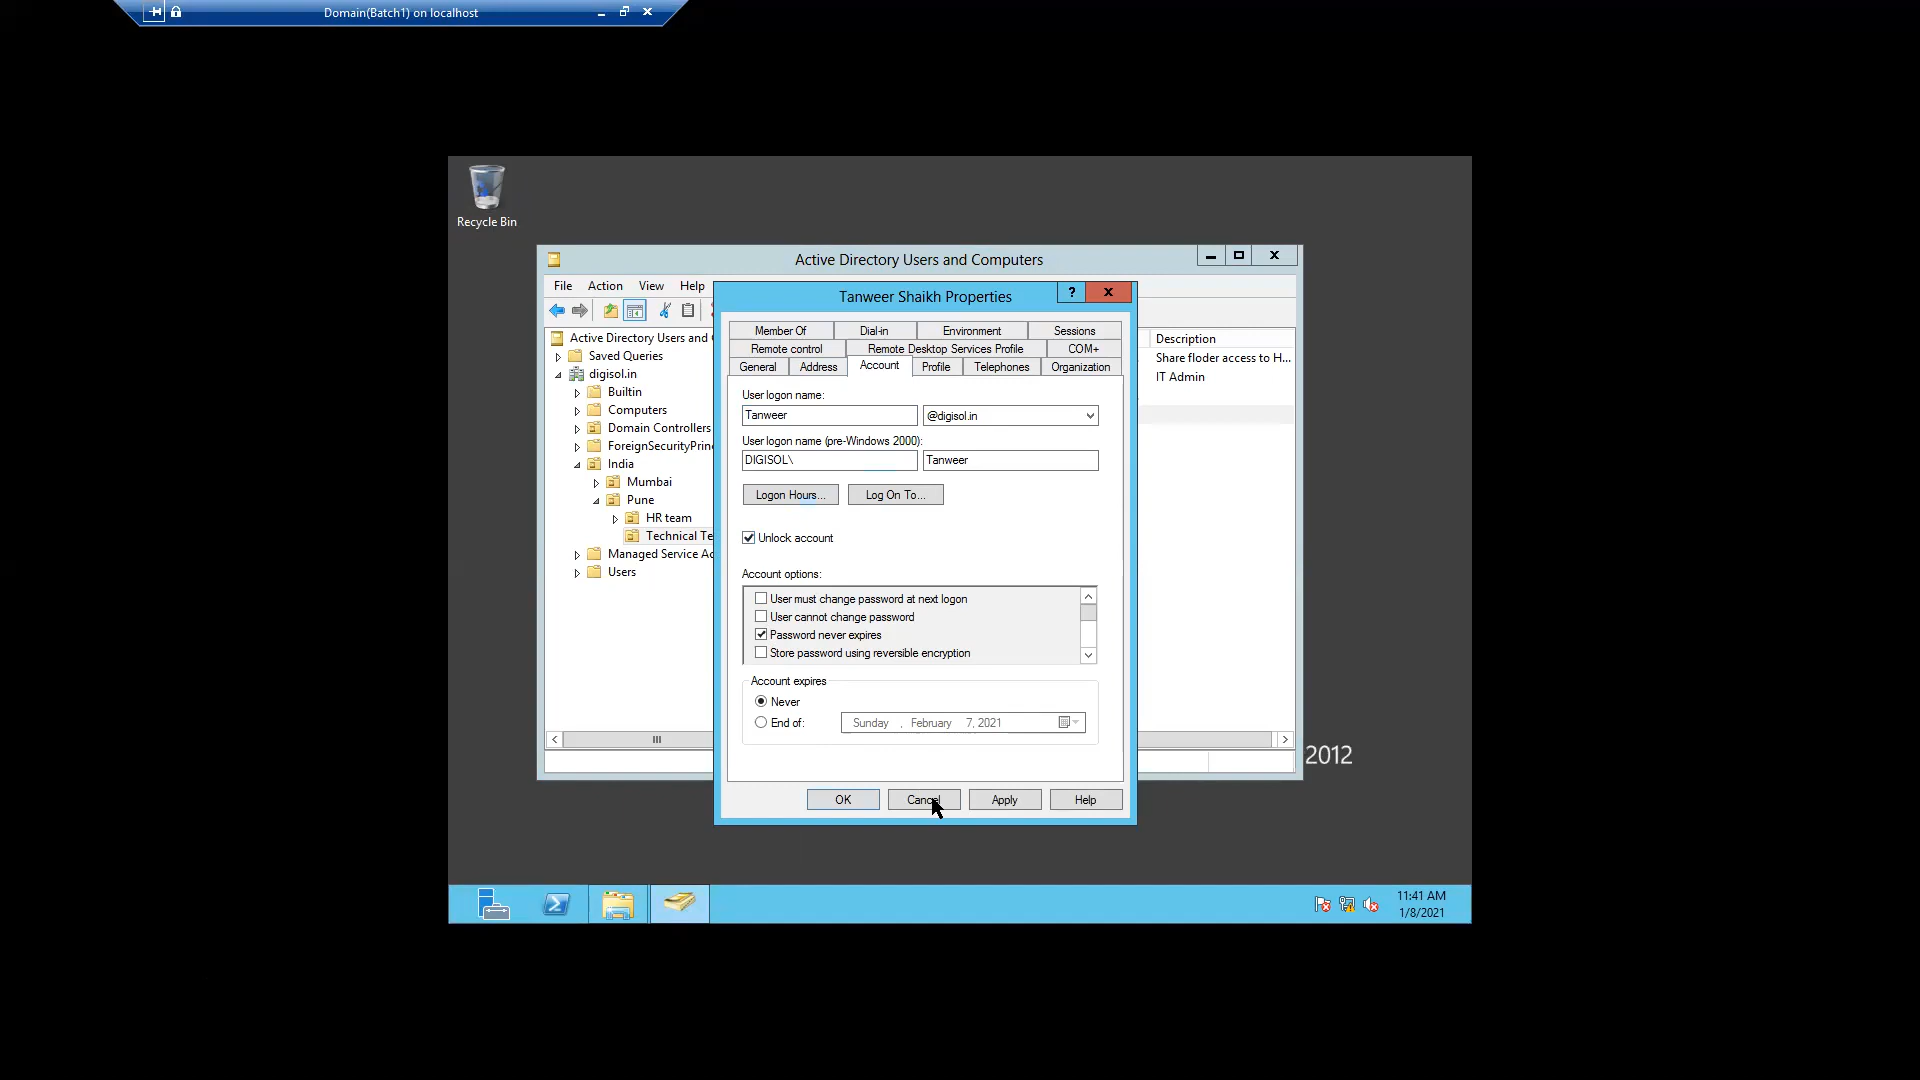 Domain(Batch1) on localhost
Recycle Bin
Active Directory Users and Computers
File Action View Help
Tanweer Shaikh Properties
?
Member Of Dial-in Environment Sessions
Remote control Remote Desktop Services Profile COM+
General Address Account Profile Telephones Organization
Active Directory Users and
Saved Queries
digisol.in
Builtin
Computers
Domain Controllers
ForeignSecurityPrin
India
Mumbai
Pune
HR team
Technical Te
Managed Service Ac
Users
User logon name:
Tanweer @digisol.in
User logon name (pre-Windows 2000):
DIGISOL\ Tanweer
Logon Hours... Log On To...
Unlock account
Account options:
User must change password at next logon
User cannot change password
Password never expires
Store password using reversible encryption
Account expires
Never
End of: Sunday , February 7, 2021
OK Cancel Apply Help
Description
Share floder access to H...
IT Admin
2012
11:41 AM
1/8/2021